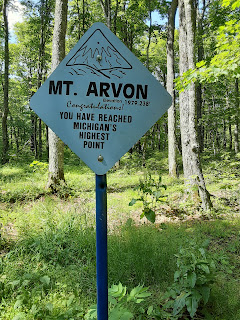 MT. ARVON
Elevation 1979.238!
Congratulations!
YOU HAVE REACHED
MICHIGAN'S
HIGHEST
POINT